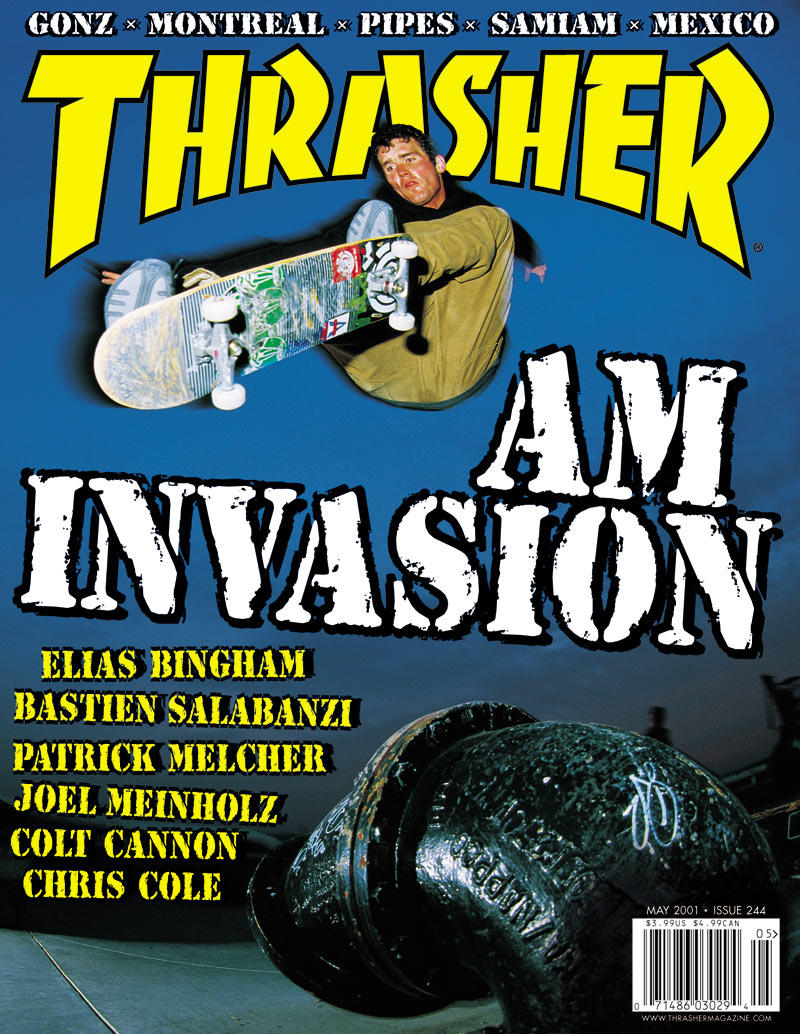 GONZ × MONTREAL × PIPES × SAMIAM × MEXICO
THRASHER®
AM
INVASION
ELIAS BINGHAM
BASTIEN SALABANZI
PATRICK MELCHER
JOEL MEINHOLZ
COLT CANNON
CHRIS COLE
MAY 2001 • ISSUE 244
$3.99US $4.99CAN
05>
0 71486 03029 4
WWW.THRASHERMAGAZINE.COM